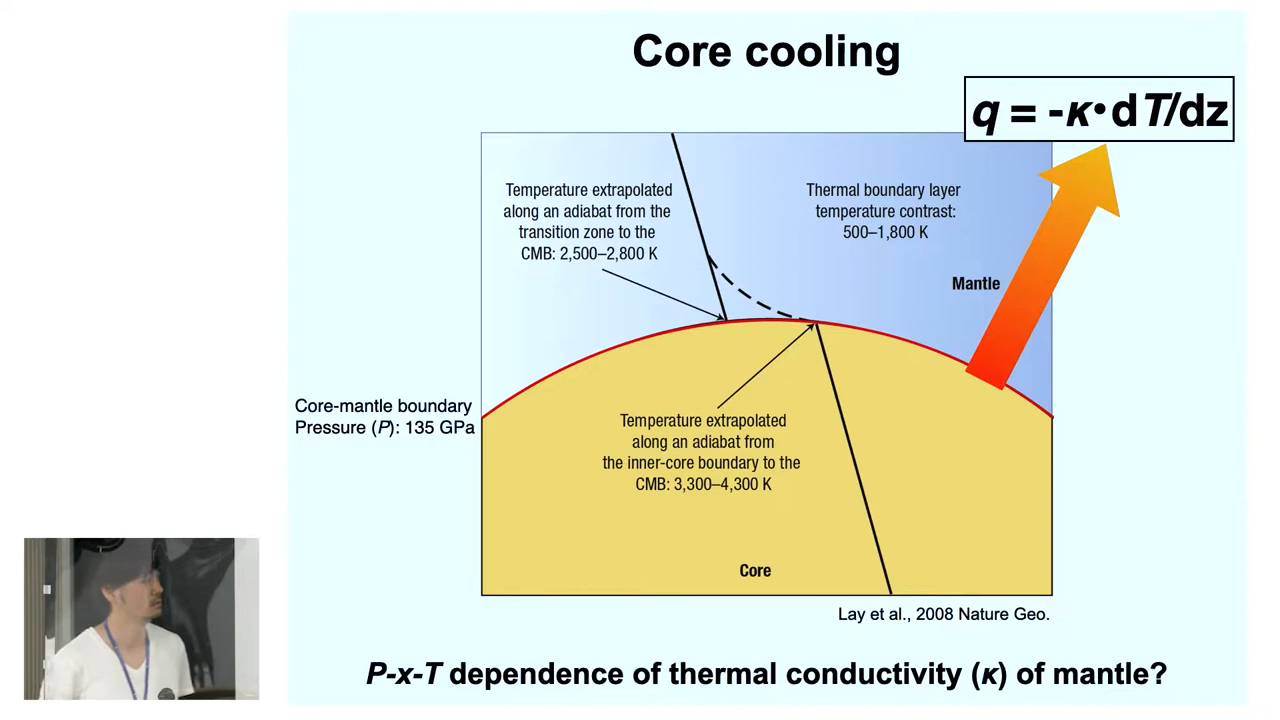 Core cooling
q = -κ•dT/dz
Temperature extrapolated
along an adiabat from the
transition zone to the
CMB: 2,500–2,800 K
Thermal boundary layer
temperature contrast:
500–1,800 K
Mantle
Core-mantle boundary
Pressure (P): 135 GPa
Temperature extrapolated
along an adiabat from
the inner-core boundary to the
CMB: 3,300–4,300 K
Core
Lay et al., 2008 Nature Geo.
P-x-T dependence of thermal conductivity (κ) of mantle?